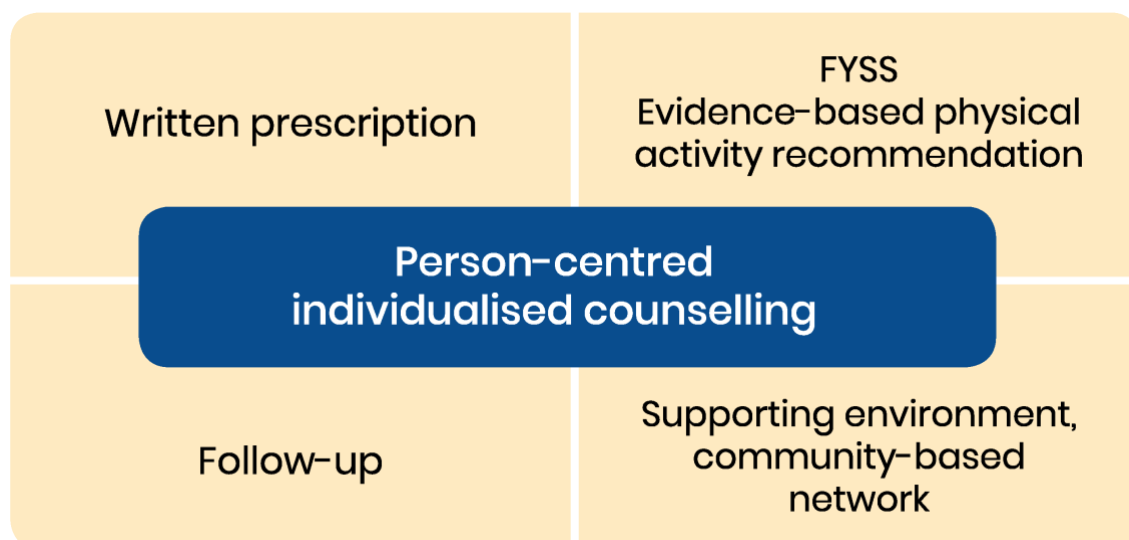 Written prescription
FYSS
Evidence-based physical
activity recommendation
Person-centred
individualised counselling
Follow-up
Supporting environment,
community-based
network